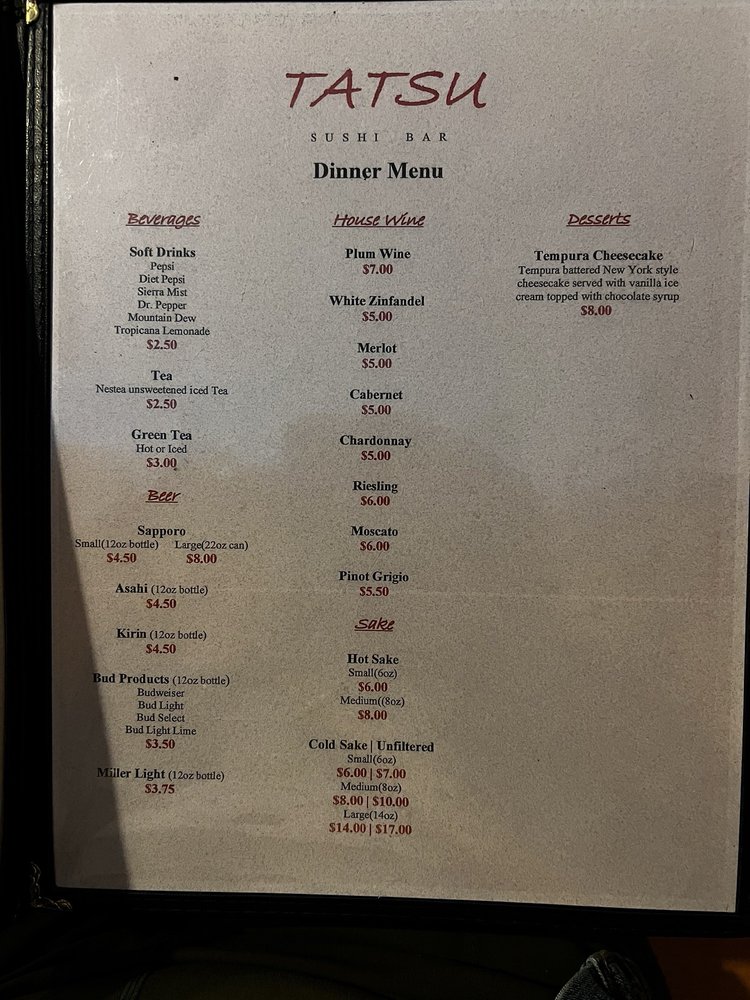 TATSU
SUSHI BAR
Dinner Menu
Beverages
Soft Drinks
Pepsi
Diet Pepsi
Sierra Mist
Dr. Pepper
Mountain Dew
Tropicana Lemonade
$2.50
Tea
Nestea unsweetened iced Tea
$2.50
Green Tea
Hot or Iced
$3.00
Beer
Sapporo
Small(12oz bottle) Large(22oz can)
$4.50 $8.00
Asahi (12oz bottle)
$4.50
Kirin (12oz bottle)
$4.50
Bud Products (12oz bottle)
Budweiser
Bud Light
Bud Select
Bud Light Lime
$3.50
Miller Light (12oz bottle)
$3.75
House Wine
Plum Wine
$7.00
White Zinfandel
$5.00
Merlot
$5.00
Cabernet
$5.00
Chardonnay
$5.00
Riesling
$6.00
Moscato
$6.00
Pinot Grigio
$5.50
Sake
Hot Sake
Small(6oz)
$6.00
Medium((8oz)
$8.00
Cold Sake | Unfiltered
Small(6oz)
$6.00 | $7.00
Medium(8oz)
$8.00 | $10.00
Large(14oz)
$14.00 | $17.00
Desserts
Tempura Cheesecake
Tempura battered New York style
cheesecake served with vanilla ice
cream topped with chocolate syrup
$8.00